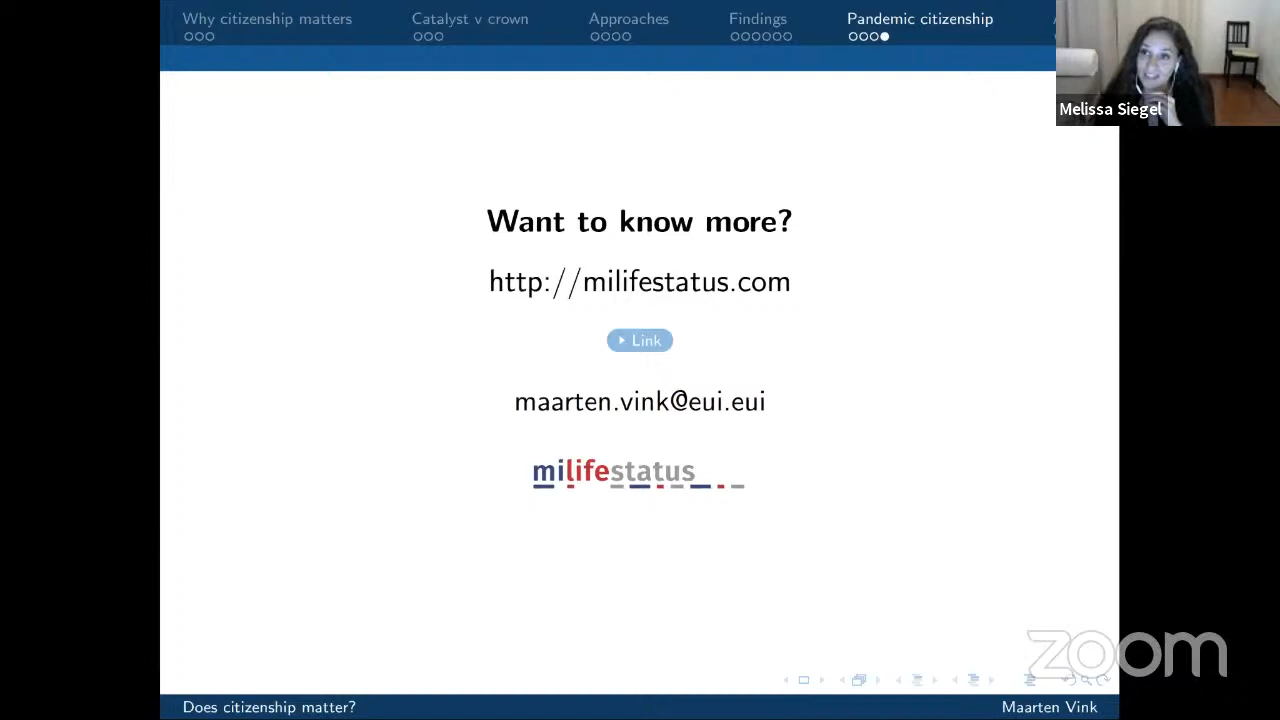 Why citizenship matters
Catalyst v crown
Approaches
Findings
Pandemic citizenship
Melissa Siegel
Want to know more?
http://milifestatus.com
Link
maarten.vink@eui.eui
milifestatus
zoom
Does citizenship matter?
Maarten Vink